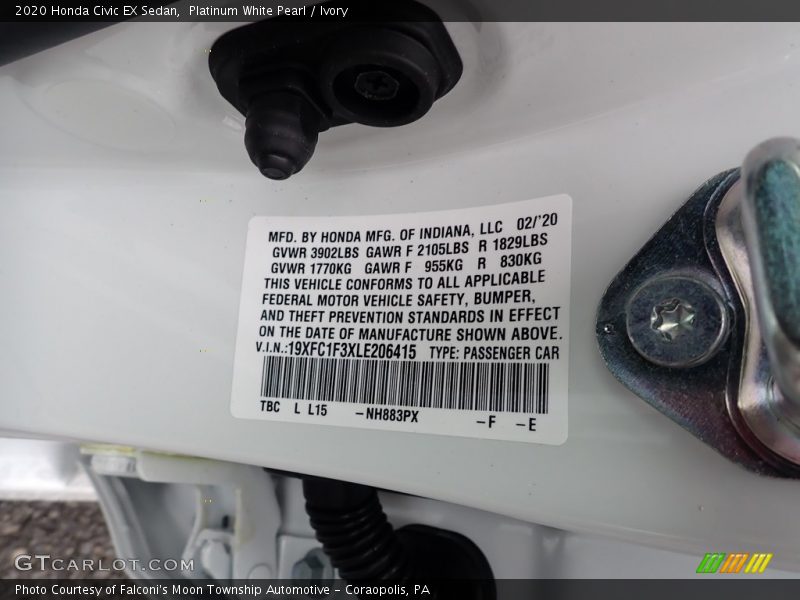 2020 Honda Civic EX Sedan,  Platinum White Pearl / Ivory
MFD. BY HONDA MFG. OF INDIANA, LLC 02/'20
GVWR 3902LBS GAWR F 2105LBS R 1829LBS
GVWR 1770KG GAWR F 955KG R 830KG
THIS VEHICLE CONFORMS TO ALL APPLICABLE
FEDERAL MOTOR VEHICLE SAFETY, BUMPER,
AND THEFT PREVENTION STANDARDS IN EFFECT
ON THE DATE OF MANUFACTURE SHOWN ABOVE.
V.I.N.:19XFC1F3XLE206415 TYPE: PASSENGER CAR
TBC L L15 -NH883PX -F -E
GTCARLOT.COM
Photo Courtesy of Falconi's Moon Township Automotive - Coraopolis, PA